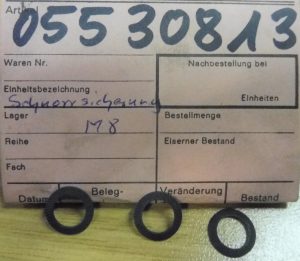 Artikel
05530813
Waren Nr.
Nachbestellung bei
Einheitsbezeichnung
Schnorrsicherung
Einheiten
Lager
M8
Bestellmenge
Reihe
Eiserner Bestand
Fach
Datum
Beleg-
Veränderung
Bestand